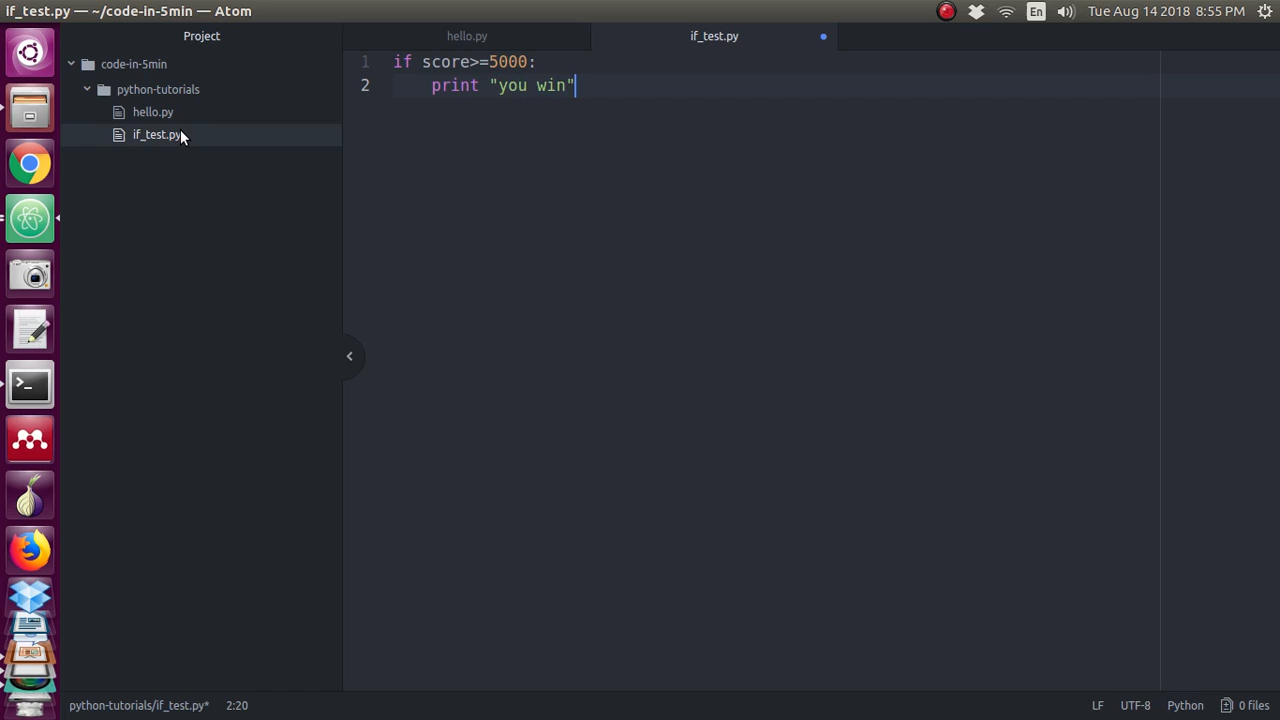 if_test.py — ~/code-in-5min — Atom
En
Tue Aug 14 2018 8:55 PM
Project
hello.py
if_test.py
code-in-5min
python-tutorials
hello.py
if_test.py
1 if score>=5000:
2 print "you win"
python-tutorials/if_test.py* 2:20
LF UTF-8 Python 0 files